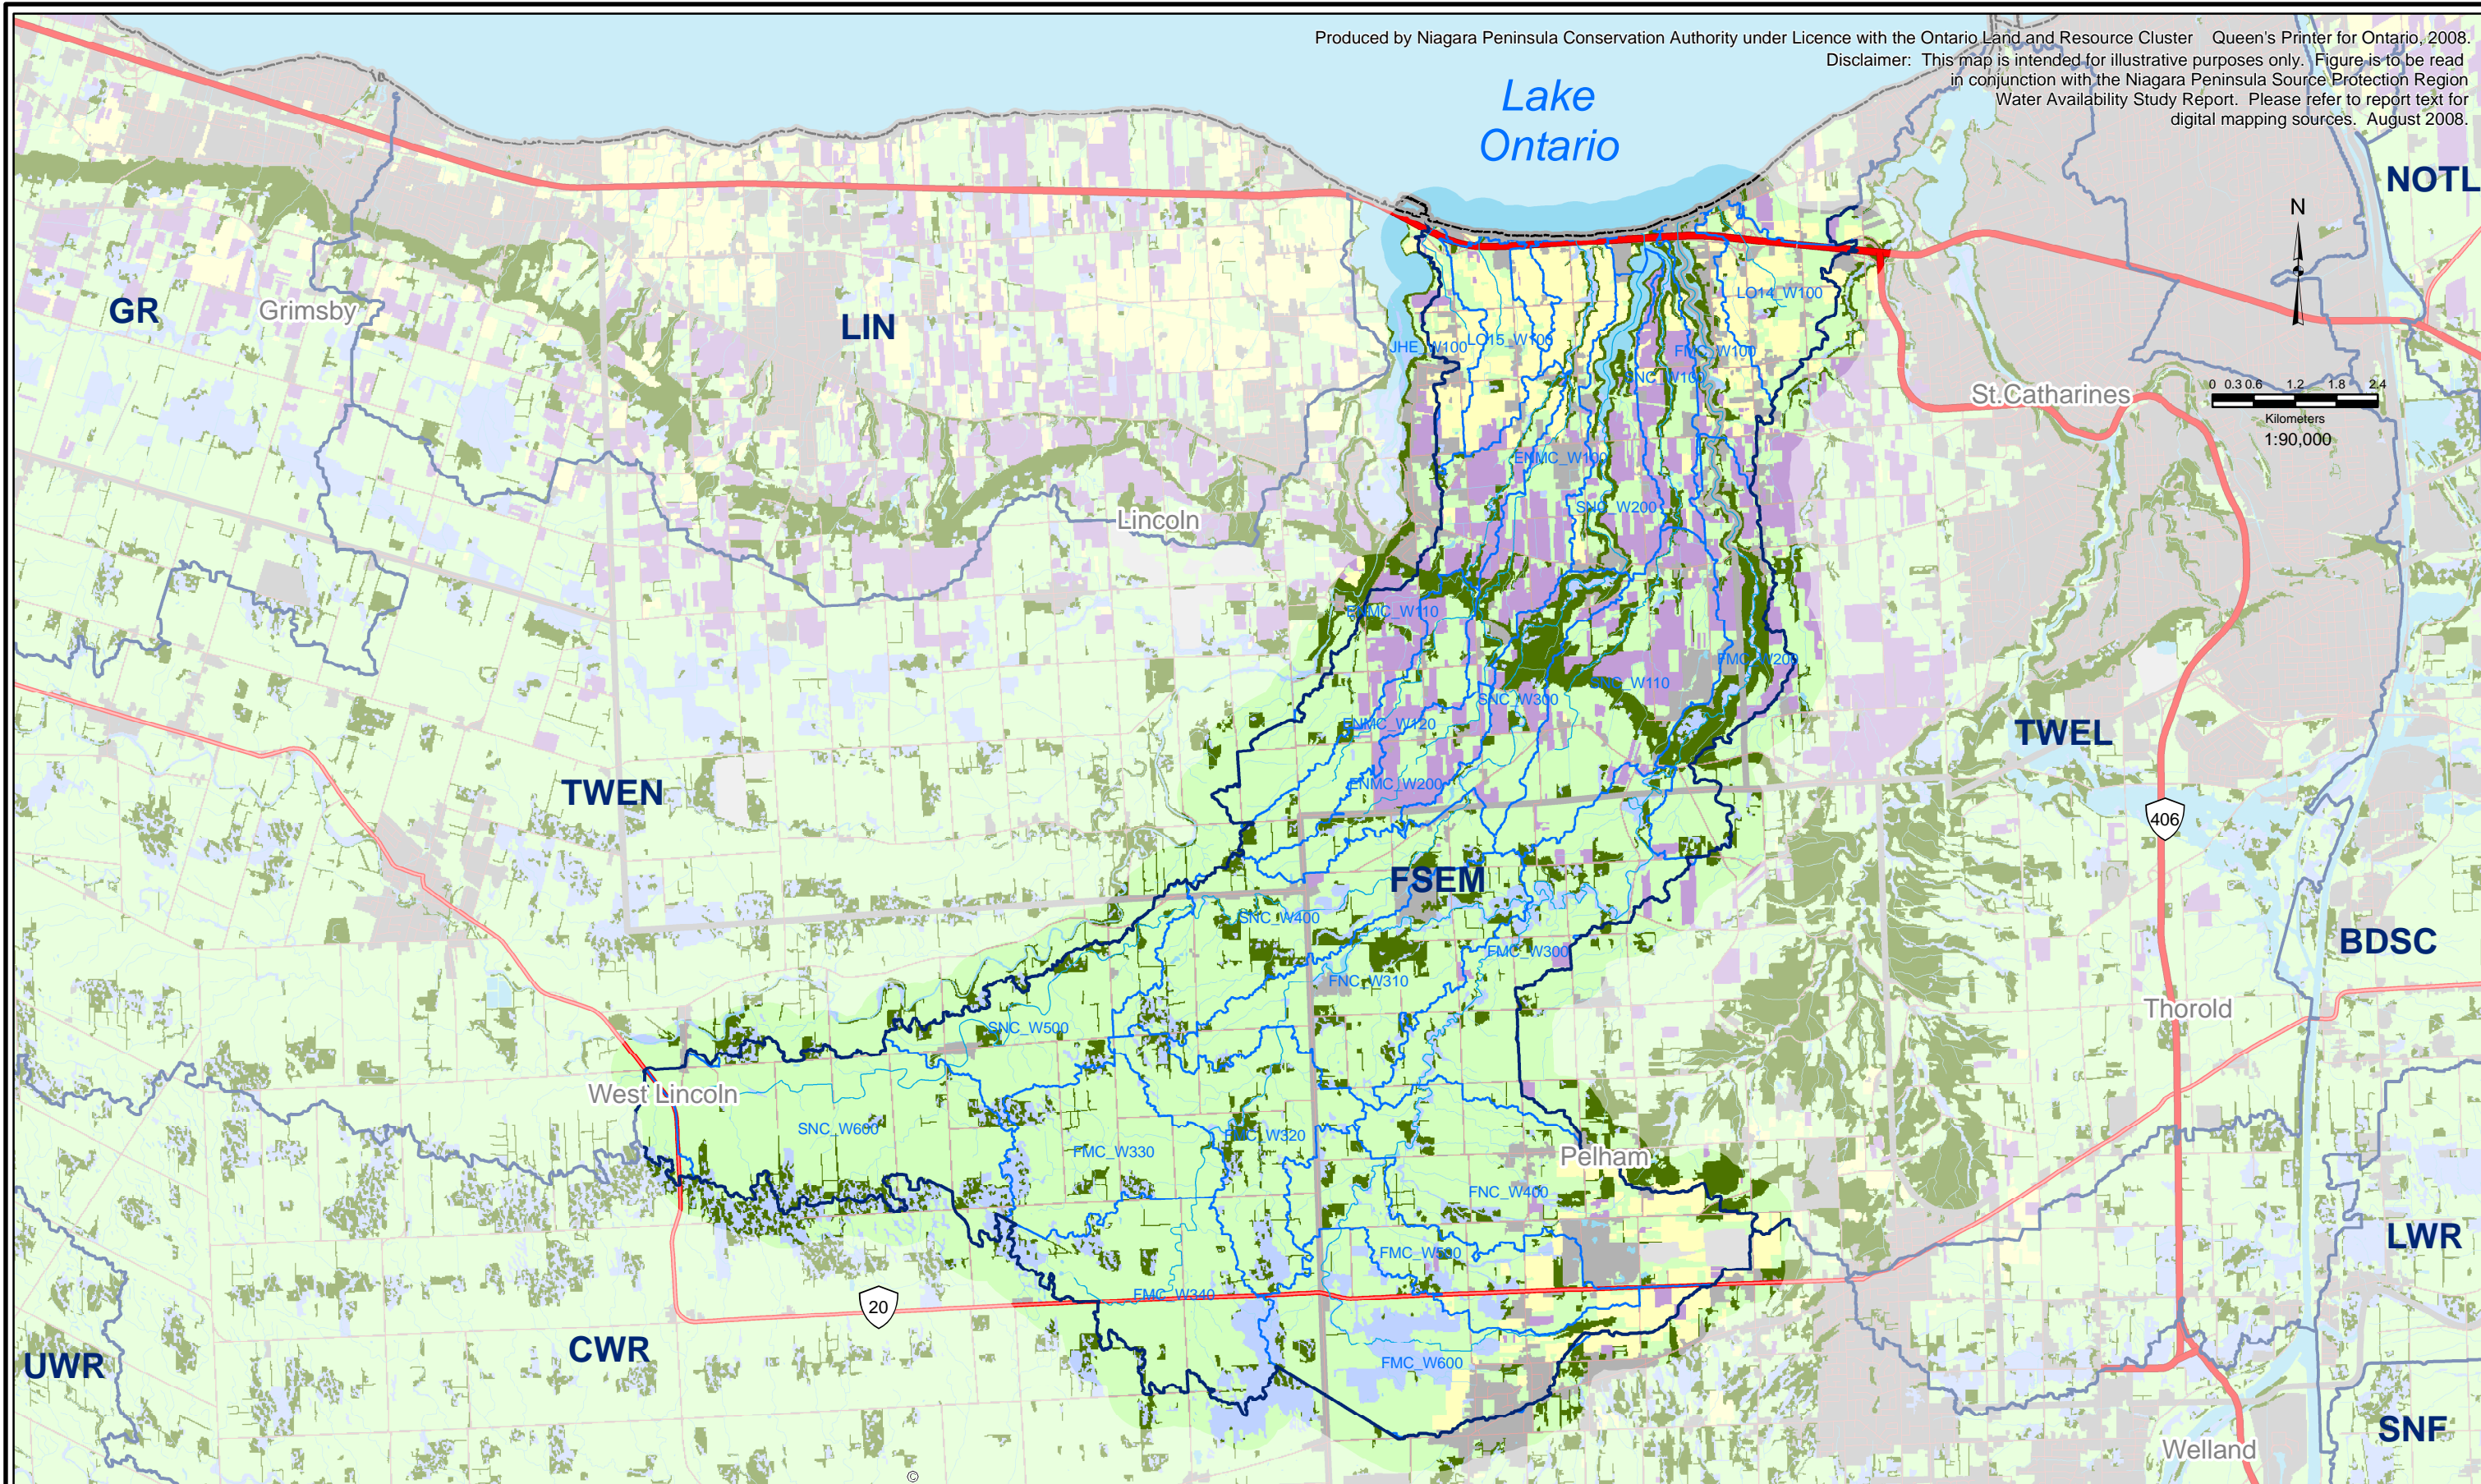 Produced by Niagara Peninsula Conservation Authority under Licence with the Ontario Land and Resource Cluster Queen's Printer for Ontario, 2008.
Disclaimer: This map is intended for illustrative purposes only. Figure is to be read
in conjunction with the Niagara Peninsula Source Protection Region
Water Availability Study Report. Please refer to report text for
digital mapping sources. August 2008.
Lake
Ontario
NOTL
N
GR
Grimsby
LIN
LO14_W100
JHE_W100
LO15_W100
FMC_W100
SNC_W100
St.Catharines
0 0.3 0.6 1.2 1.8 2.4
Kilometers
1:90,000
ENMC_W100
SNC_W200
Lincoln
ENMC_W110
FMC_W200
SNC_W110
SNC_W300
ENMC_W120
TWEL
TWEN
ENMC_W200
406
FSEM
SNC_W400
BDSC
FMC_W300
FNC_W310
Thorold
SNC_W500
West Lincoln
SNC_W600
FMC_W320
FMC_W330
Pelham
FNC_W400
LWR
FMC_W500
FMC_W340
20
CWR
UWR
FMC_W600
SNF
Welland
©